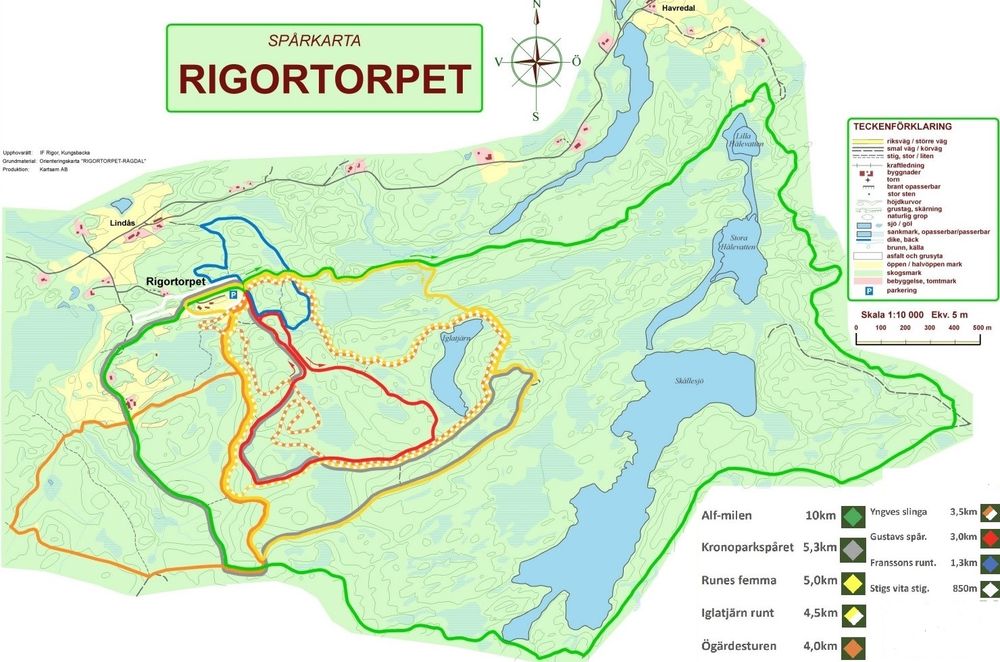 SPÅRKARTA
RIGORTORPET
N
V
Ö
S
Havredal
Upphovsrätt: IF Rigor, Kungsbacka
Grundmaterial: Orienteringskarta "RIGORTORPET-RÅGDAL"
Produktion: Kartsam AB
Lindås
Rigortorpet
P
Lilla
Hålevatten
Stora
Hålevatten
Iglatjärn
Skållesjö
TECKENFÖRKLARING
riksväg / större väg
smal väg / körväg
stig, stor / liten
kraftledning
byggnader
torn
brant opasserbar
stor sten
höjdkurvor
grustag, skärning
naturlig grop
sjö / göl
sankmark, opasserbar/passerbar
dike, bäck
brunn, källa
asfalt och grusyta
öppen / halvöppen mark
skogsmark
bebyggelse, tomtmark
P parkering
Skala 1:10 000 Ekv. 5 m
0 100 200 300 400 500 m
Alf-milen 10km
Kronoparkspåret 5,3km
Runes femma 5,0km
Iglatjärn runt 4,5km
Ögärdesturen 4,0km
Yngves slinga 3,5km
Gustavs spår. 3,0km
Franssons runt. 1,3km
Stigs vita stig. 850m